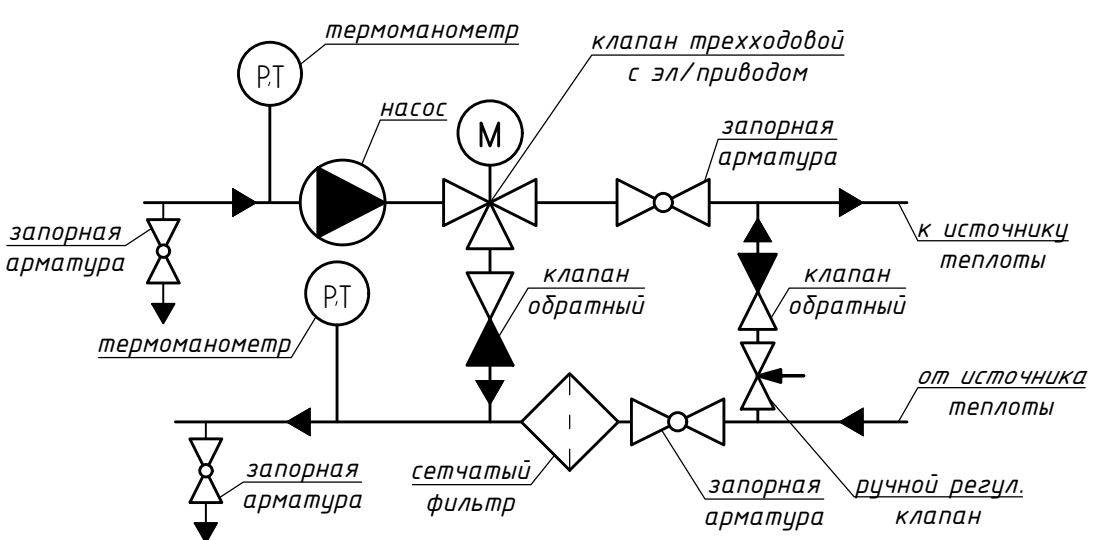 термоманометр
клапан трехходовой
с эл/приводом
Р,Т
насос
М
запорная
арматура
запорная
арматура
к источнику
теплоты
Р,Т
клапан
обратный
клапан
обратный
термоманометр
от источника
теплоты
запорная
арматура
сетчатый
фильтр
запорная
арматура
ручной регул.
клапан